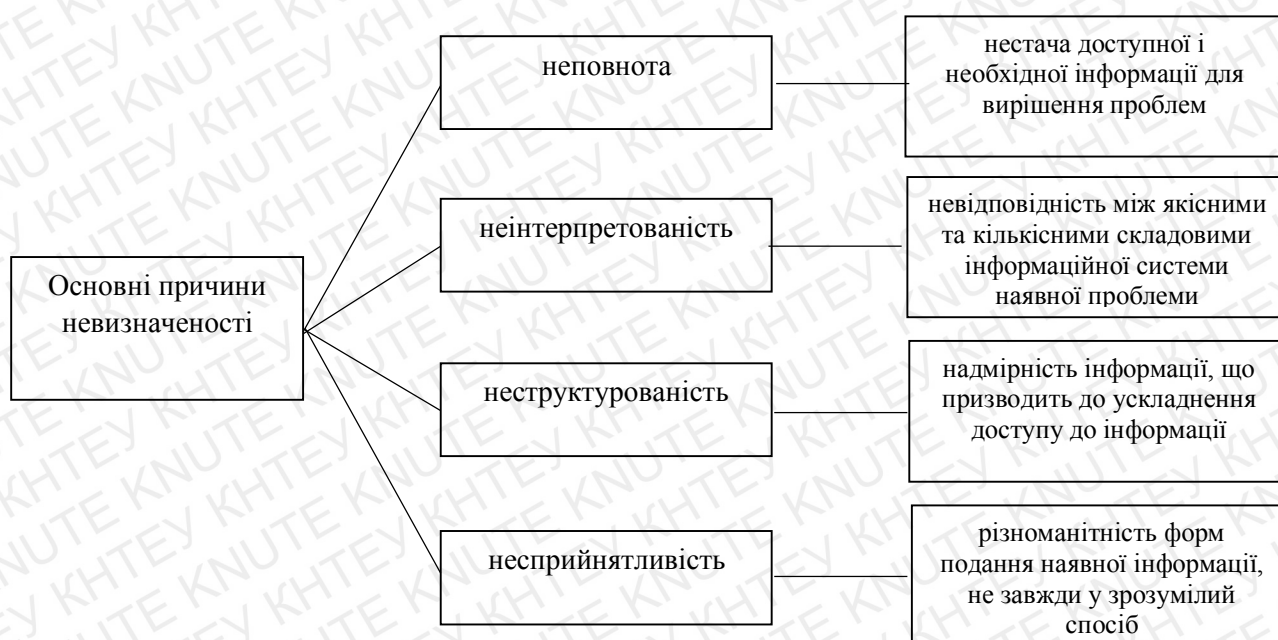 неповнота
нестача доступної і
необхідної інформації для
вирішення проблем
Основні причини
невизначеності
неінтерпретованість
невідповідність між якісними
та кількісними складовими
інформаційної системи
наявної проблеми
неструктурованість
надмірність інформації, що
призводить до ускладнення
доступу до інформації
несприйнятливість
різноманітність форм
подання наявної інформації,
не завжди у зрозумілий
спосіб